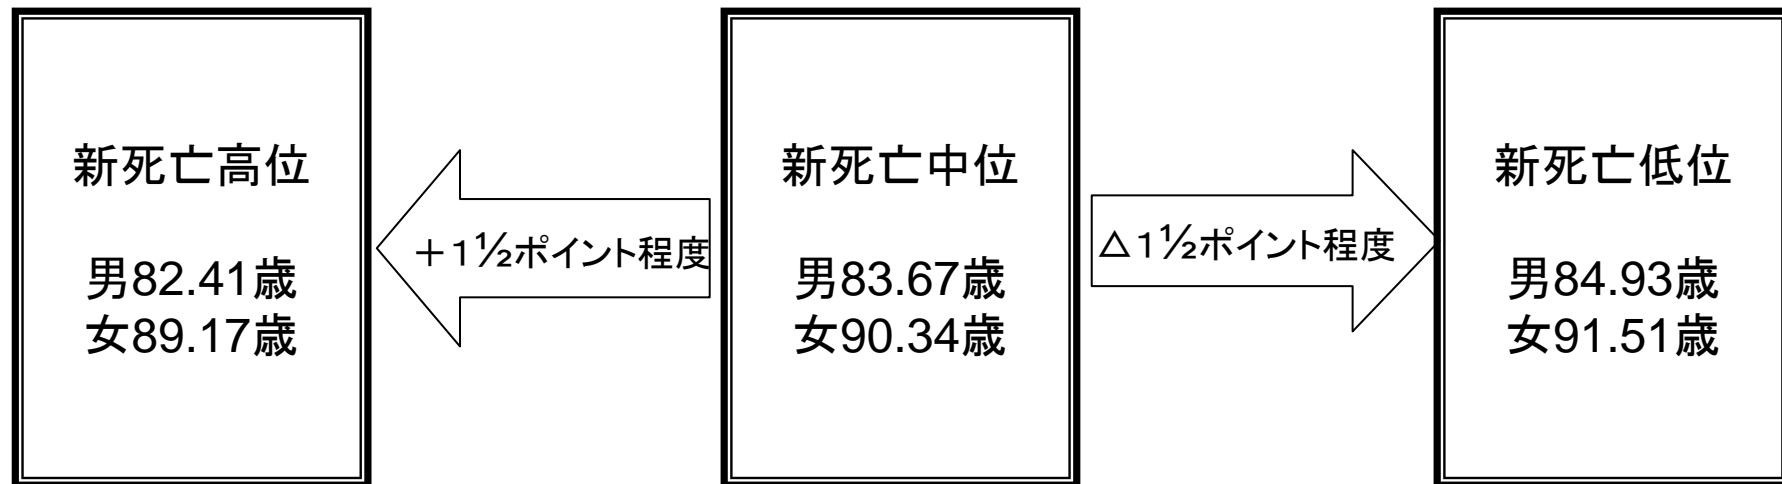 新死亡高位
男82.41歳
女89.17歳
＋1½ポイント程度
新死亡中位
男83.67歳
女90.34歳
△1½ポイント程度
新死亡低位
男84.93歳
女91.51歳